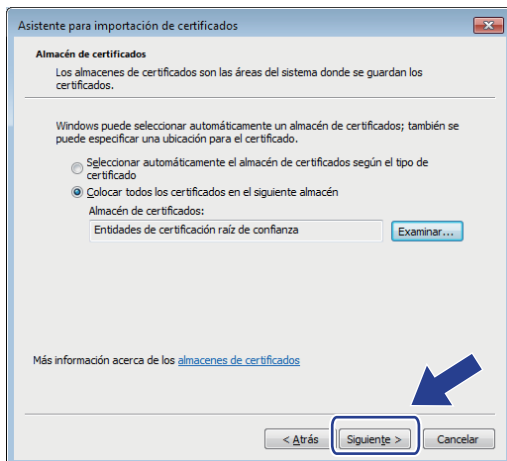 Asistente para importación de certificados
Almacén de certificados
Los almacenes de certificados son las áreas del sistema donde se guardan los
certificados.
Windows puede seleccionar automáticamente un almacén de certificados; también se
puede especificar una ubicación para el certificado.
Seleccionar automáticamente el almacén de certificados según el tipo de
certificado
Colocar todos los certificados en el siguiente almacén
Almacén de certificados:
Entidades de certificación raíz de confianza
Examinar...
Más información acerca de los almacenes de certificados
< Atrás
Siguiente >
Cancelar